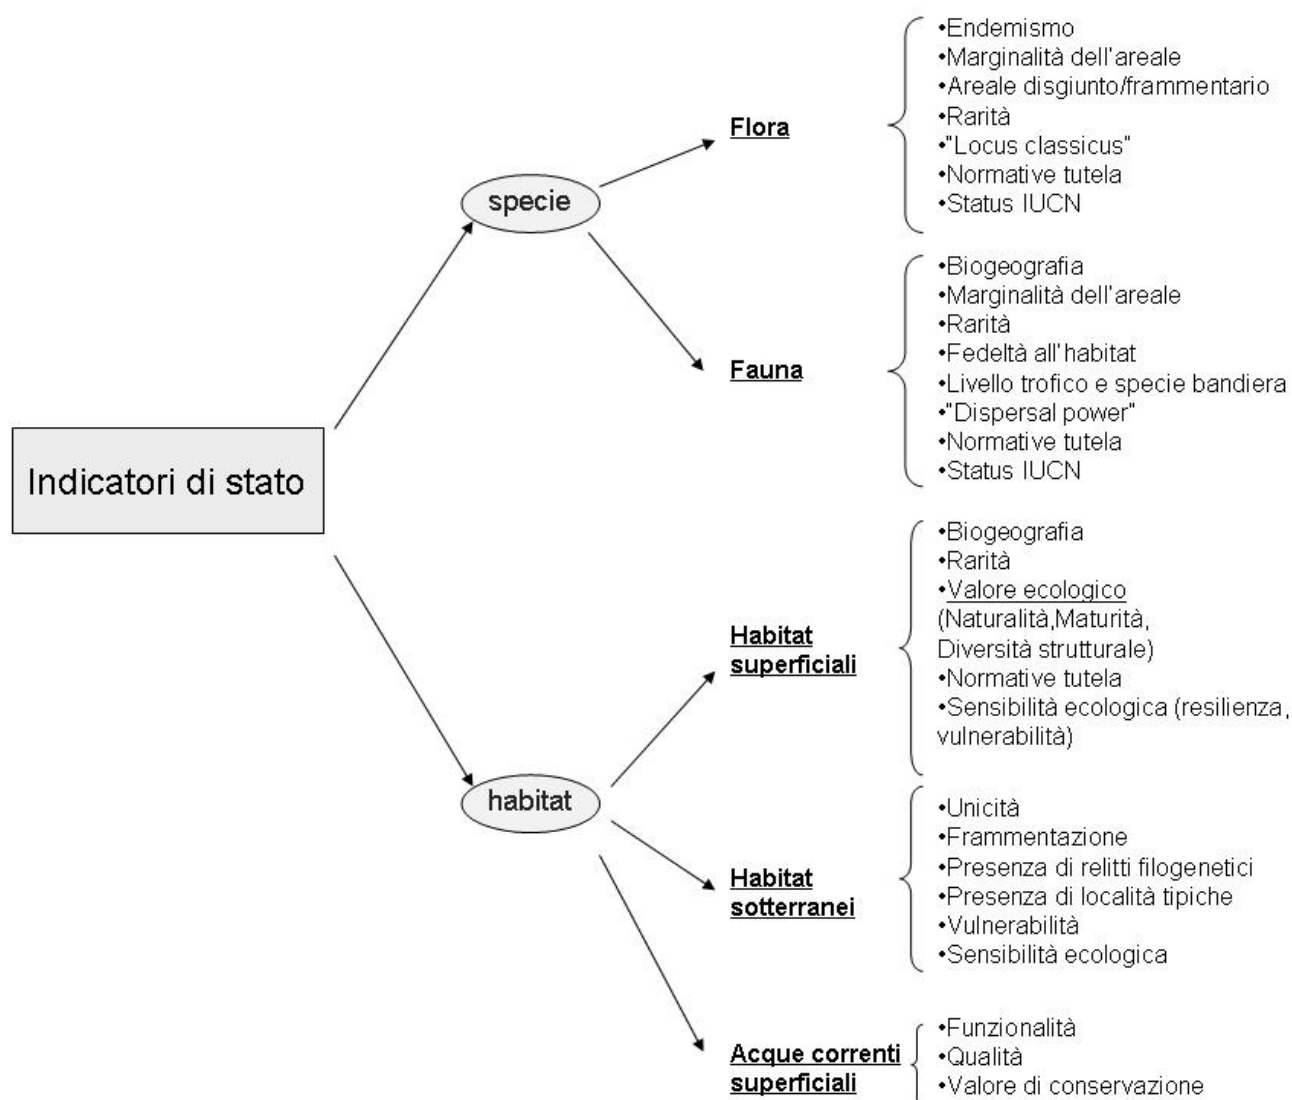 Indicatori di stato
specie
Flora
•Endemismo
•Marginalità dell'areale
•Areale disgiunto/frammentario
•Rarità
•"Locus classicus"
•Normative tutela
•Status IUCN
Fauna
•Biogeografia
•Marginalità dell'areale
•Rarità
•Fedeltà all'habitat
•Livello trofico e specie bandiera
•"Dispersal power"
•Normative tutela
•Status IUCN
habitat
Habitat
superficiali
•Biogeografia
•Rarità
•Valore ecologico
(Naturalità,Maturità,
Diversità strutturale)
•Normative tutela
•Sensibilità ecologica (resilienza,
vulnerabilità)
Habitat
sotterranei
•Unicità
•Frammentazione
•Presenza di relitti filogenetici
•Presenza di località tipiche
•Vulnerabilità
•Sensibilità ecologica
Acque correnti
superficiali
•Funzionalità
•Qualità
•Valore di conservazione